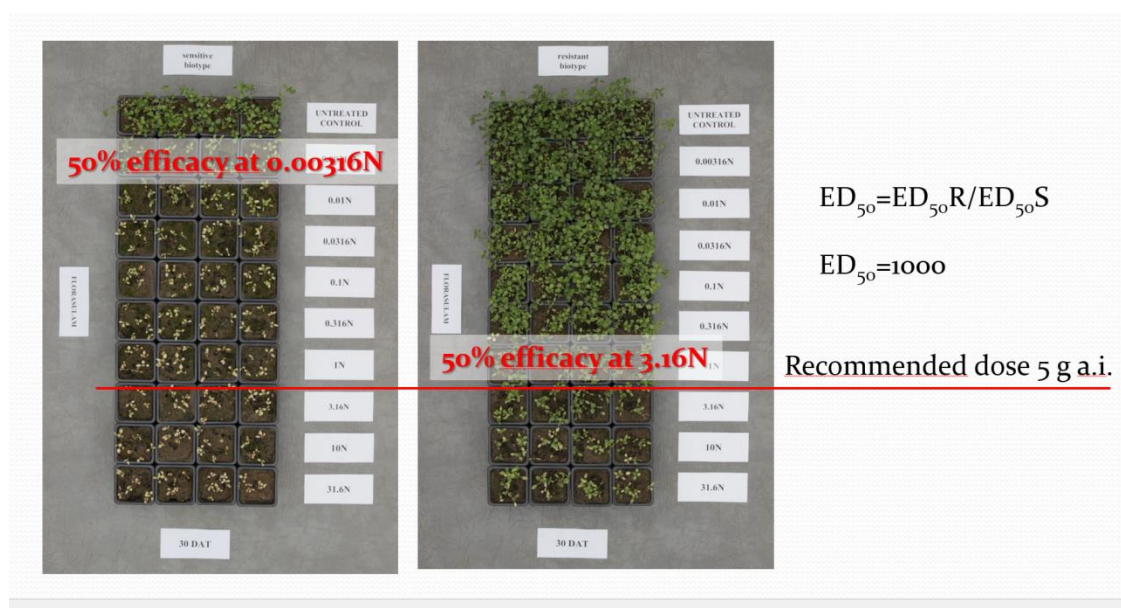 sensitive
biotype
UNTREATED
CONTROL
50% efficacy at 0.00316N
0.01N
0.0316N
0.1N
0.316N
1N
3.16N
10N
31.6N
FLORASULAM
30 DAT
resistant
biotype
UNTREATED
CONTROL
0.00316N
0.01N
0.0316N
0.1N
0.316N
50% efficacy at 3.16N
1N
3.16N
10N
31.6N
FLORASULAM
30 DAT
ED₅₀=ED₅₀R/ED₅₀S
ED₅₀=1000
Recommended dose 5 g a.i.